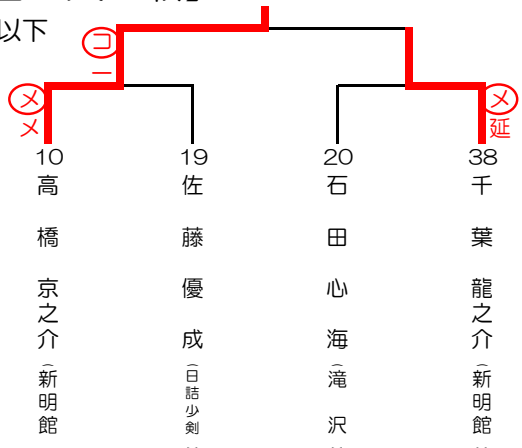 以下
コ
一
メ
メ
メ
延
10
高橋京之介(新明館
19
佐藤優成(日詰少剣
20
石田心海(滝沢
38
千葉龍之介(新明館